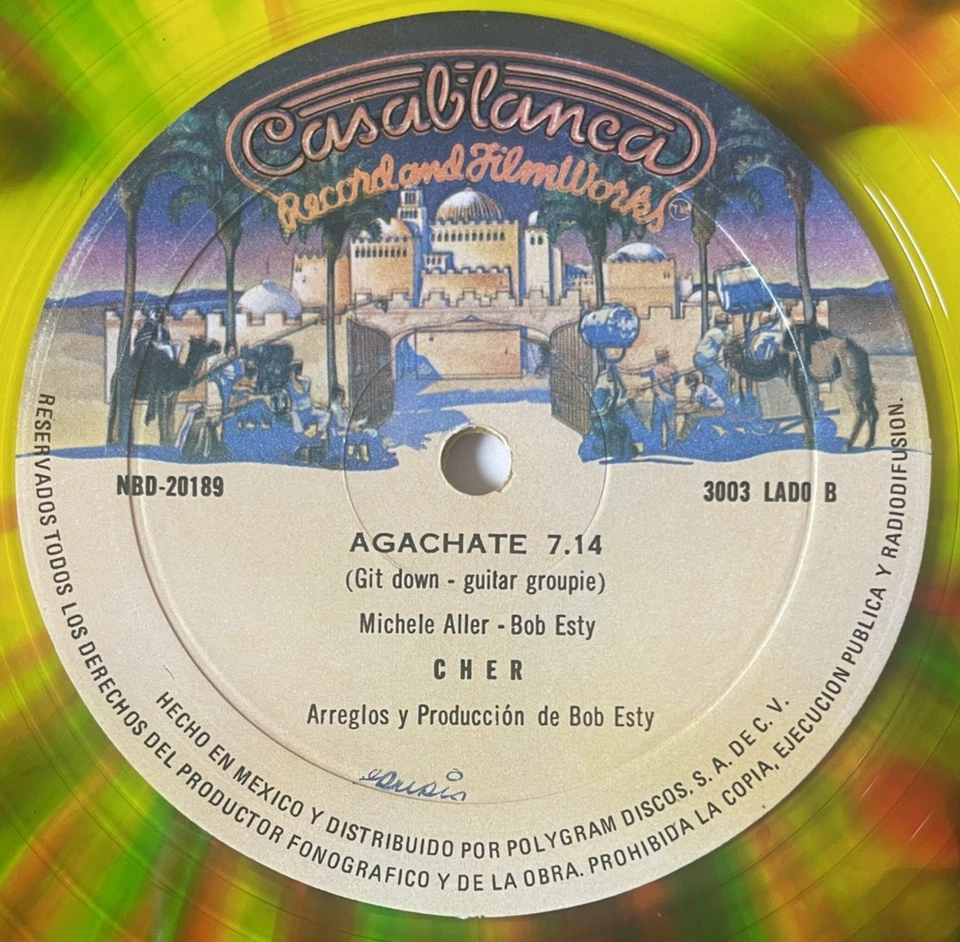 Casablanca
Record and FilmWorks™
NBD-20189
3003 LADO B
AGACHATE 7.14
(Git down - guitar groupie)
Michele Aller - Bob Esty
CHER
Arreglos y Producción de Bob Esty
HECHO EN MEXICO Y DISTRIBUIDO POR POLYGRAM DISCOS, S. A. DE C. V.
RESERVADOS TODOS LOS DERECHOS DEL PRODUCTOR FONOGRAFICO Y DE LA OBRA. PROHIBIDA LA COPIA, EJECUCION PUBLICA Y RADIODIFUSION.